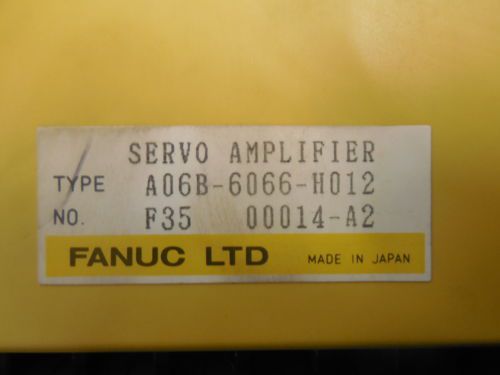 SERVO AMPLIFIER
TYPE A06B-6066-H012
NO. F35 00014-A2
FANUC LTD MADE IN JAPAN